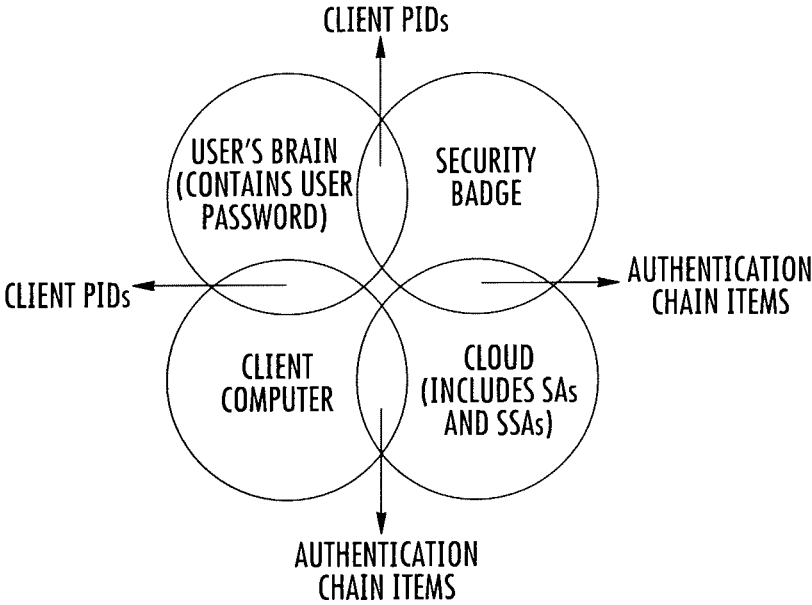 CLIENT PIDs
USER'S BRAIN
(CONTAINS USER
PASSWORD)
SECURITY
BADGE
CLIENT PIDs
AUTHENTICATION
CHAIN ITEMS
CLIENT
COMPUTER
CLOUD
(INCLUDES SAs
AND SSAs)
AUTHENTICATION
CHAIN ITEMS